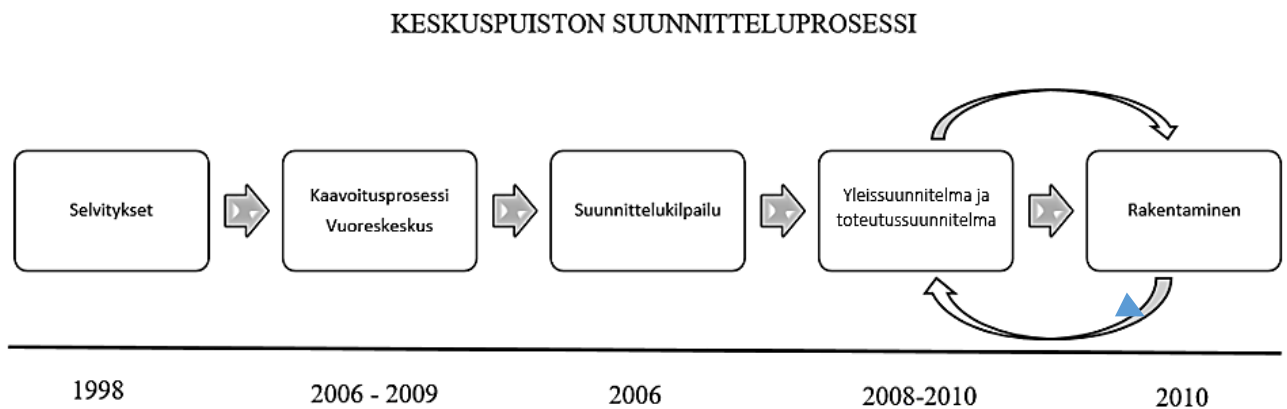 KESKUSPUISTON SUUNNITTELUPROSESSI
Selvitykset
Kaavoitusprosessi
Vuoreskeskus
Suunnittelukilpailu
Yleissuunnitelma ja
toteutussuunnitelma
Rakentaminen
1998
2006 - 2009
2006
2008-2010
2010